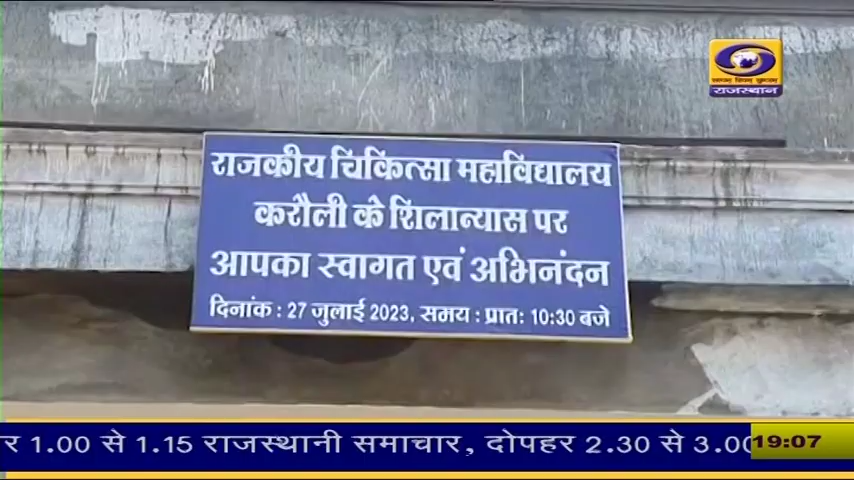 राजस्थान
राजकीय चिकित्सा महाविद्यालय
करौली के शिलान्यास पर
आपका स्वागत एवं अभिनंदन
दिनांक : 27 जुलाई 2023, समय : प्रात: 10:30 बजे
र 1.00 से 1.15 राजस्थानी समाचार, दोपहर 2.30 से 3.00
19:07